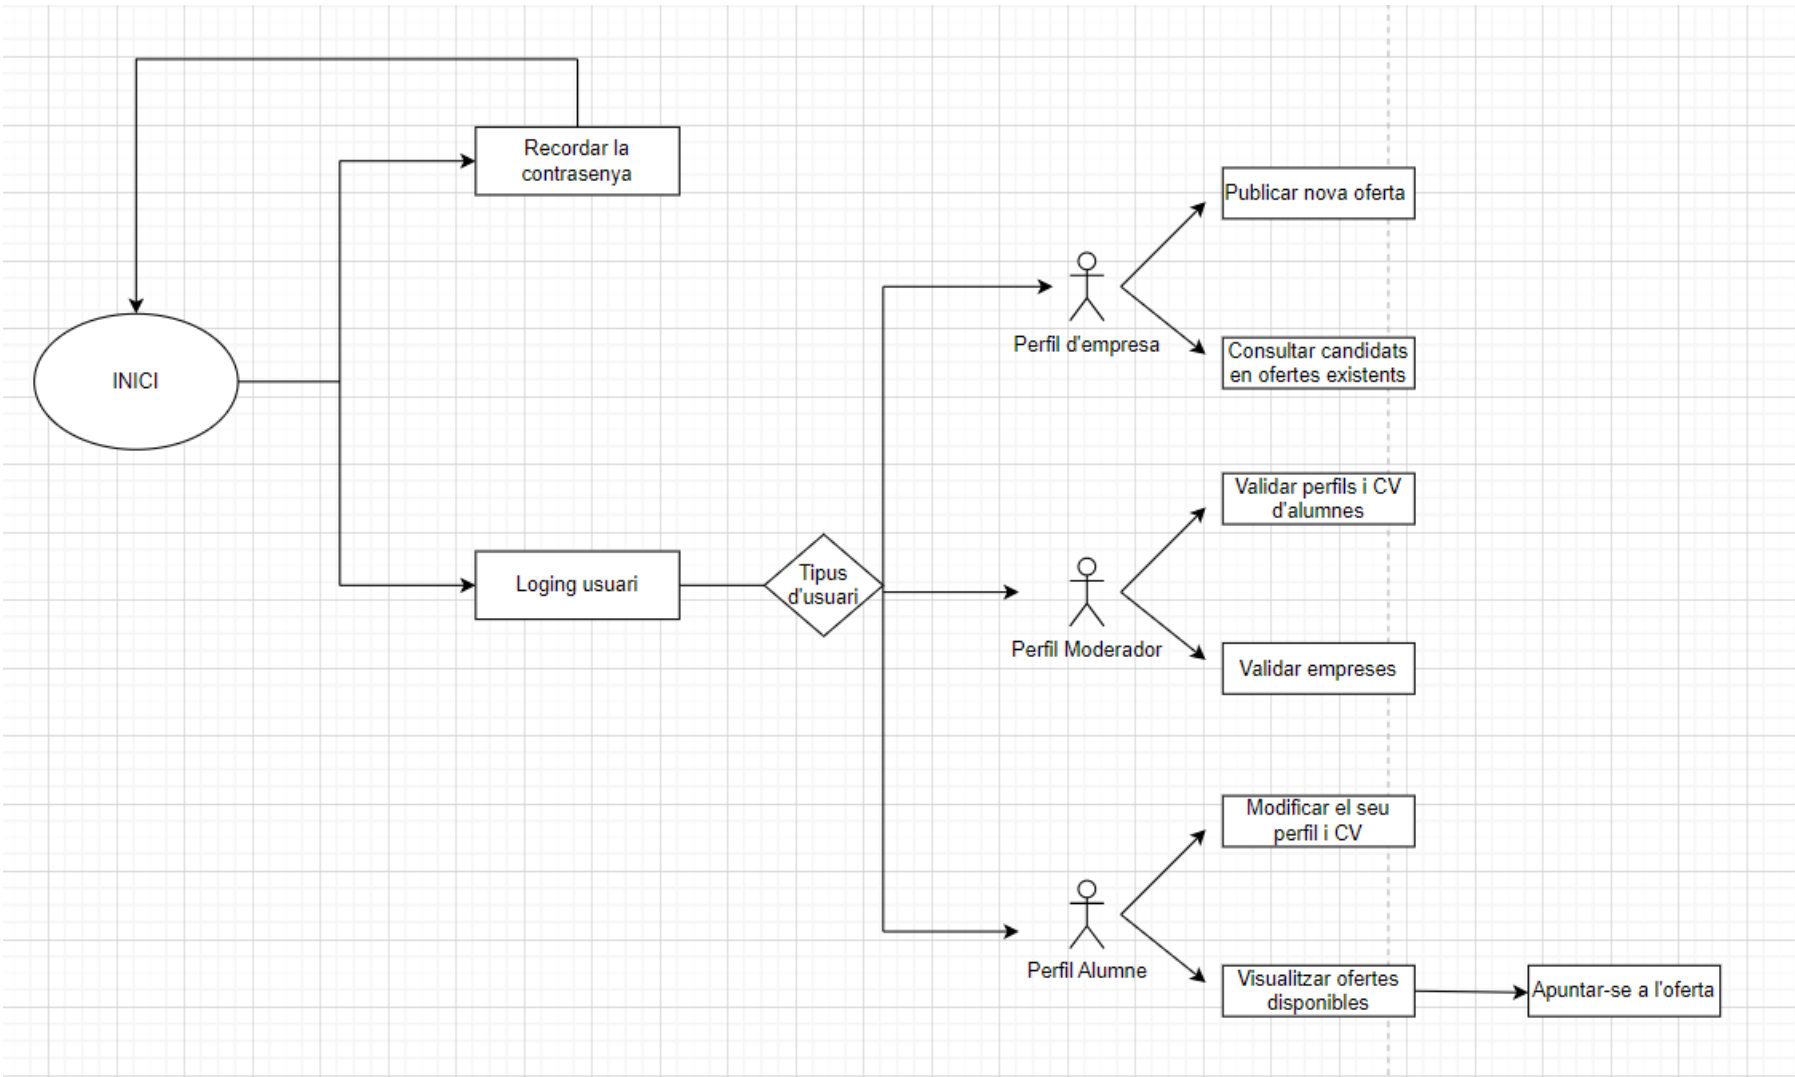 Recordar la
contrasenya
Publicar nova oferta
Perfil d'empresa
Consultar candidats
en ofertes existents
INICI
Validar perfils i CV
d'alumnes
Loging usuari
Tipus
d'usuari
Perfil Moderador
Validar empreses
Modificar el seu
perfil i CV
Perfil Alumne
Visualitzar ofertes
disponibles
Apuntar-se a l'oferta